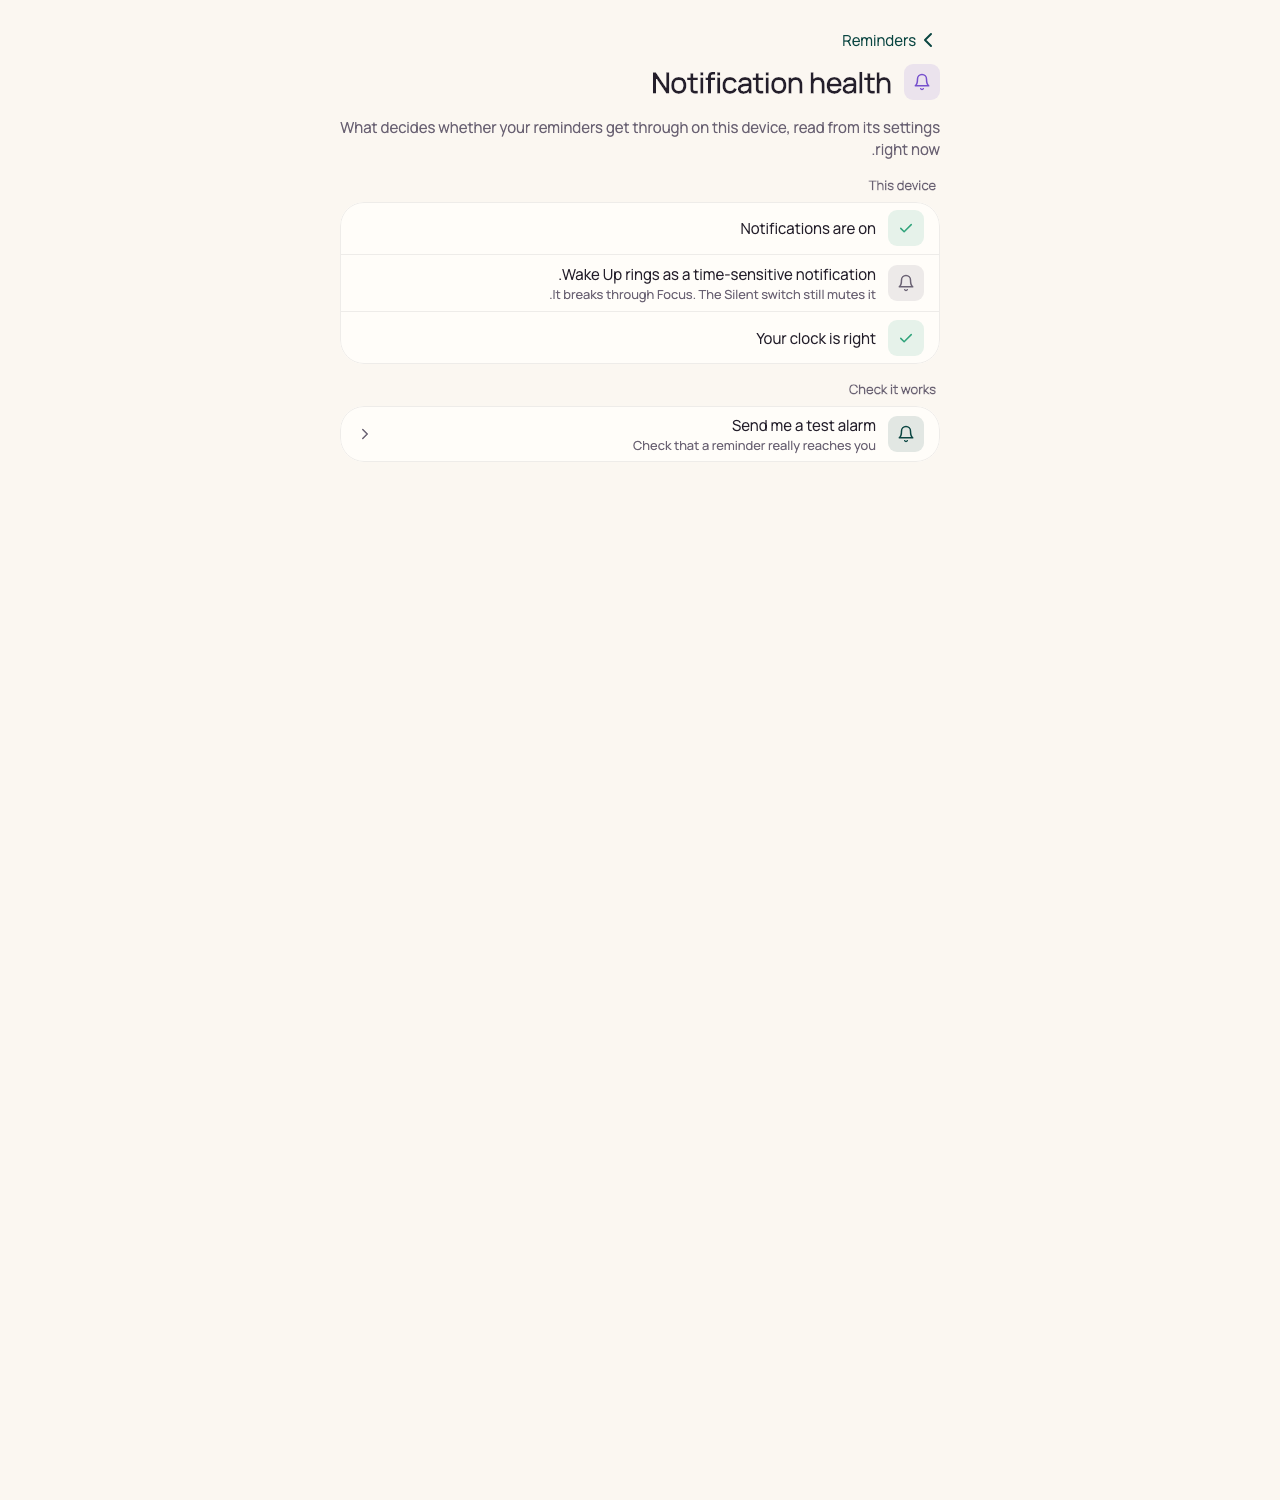 Reminders
Notification health
What decides whether your reminders get through on this device, read from its settings
.right now
This device
Notifications are on
.Wake Up rings as a time-sensitive notification
.It breaks through Focus. The Silent switch still mutes it
Your clock is right
Check it works
Send me a test alarm
Check that a reminder really reaches you